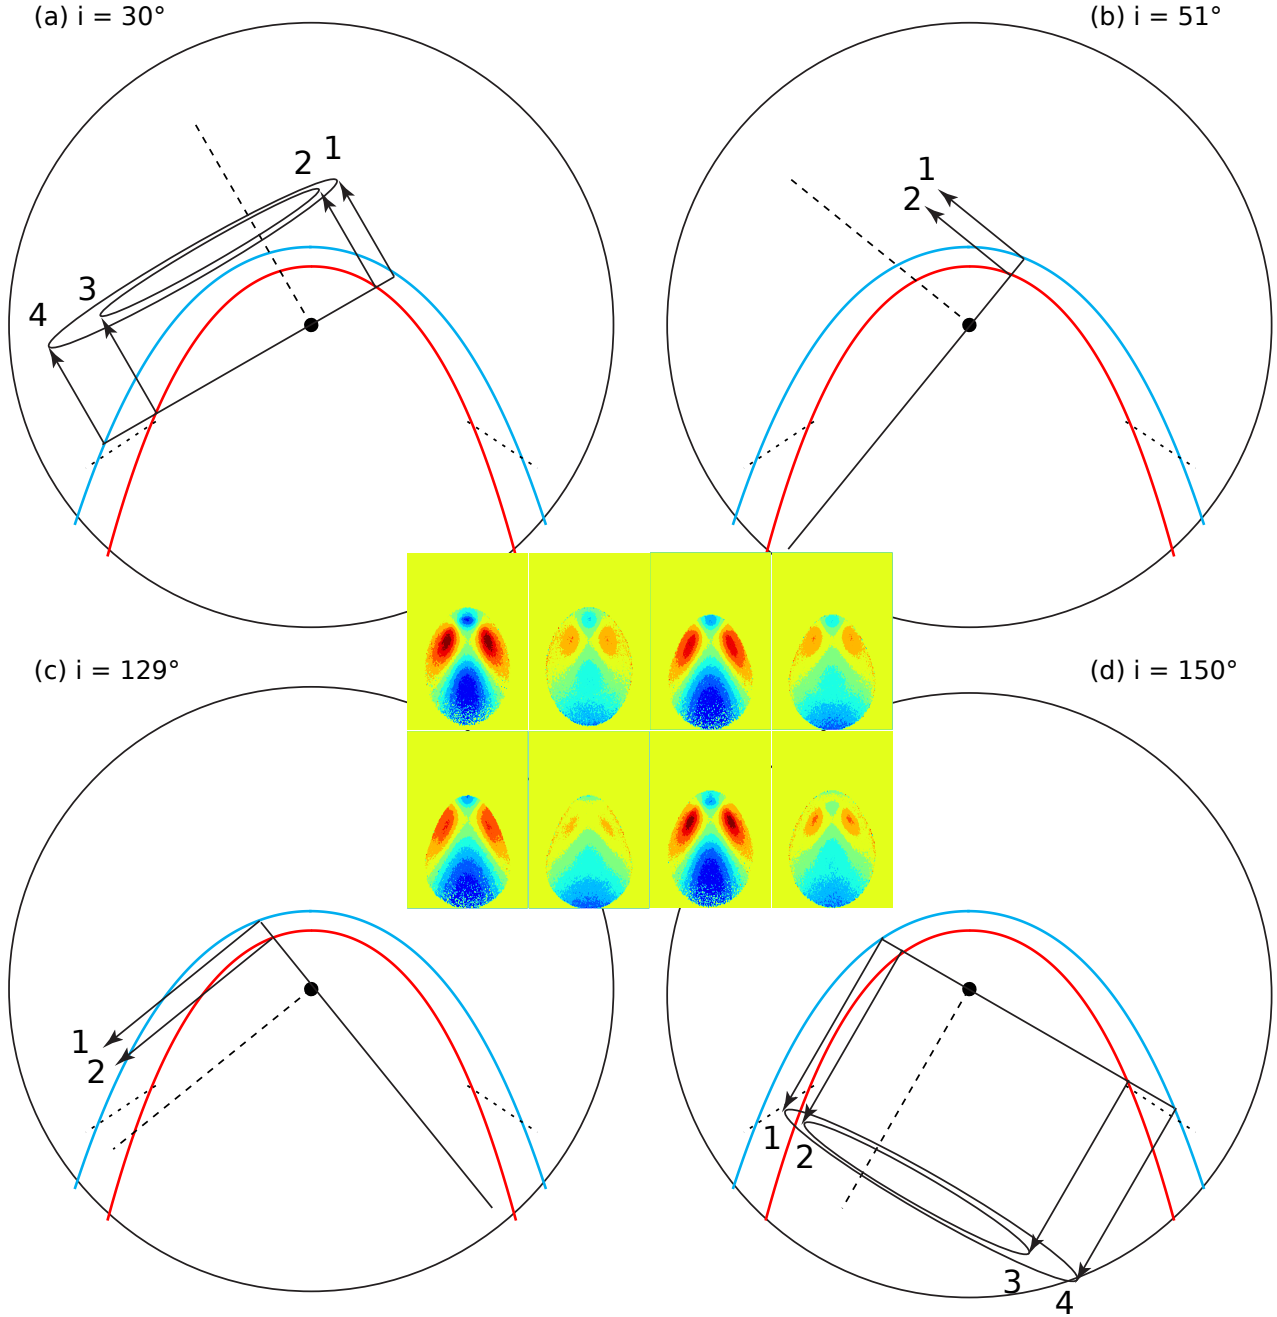 (a) i = 30°
(b) i = 51°
2 1
3
4
1
2
(c) i = 129°
(d) i = 150°
1
2
1
2
3
4